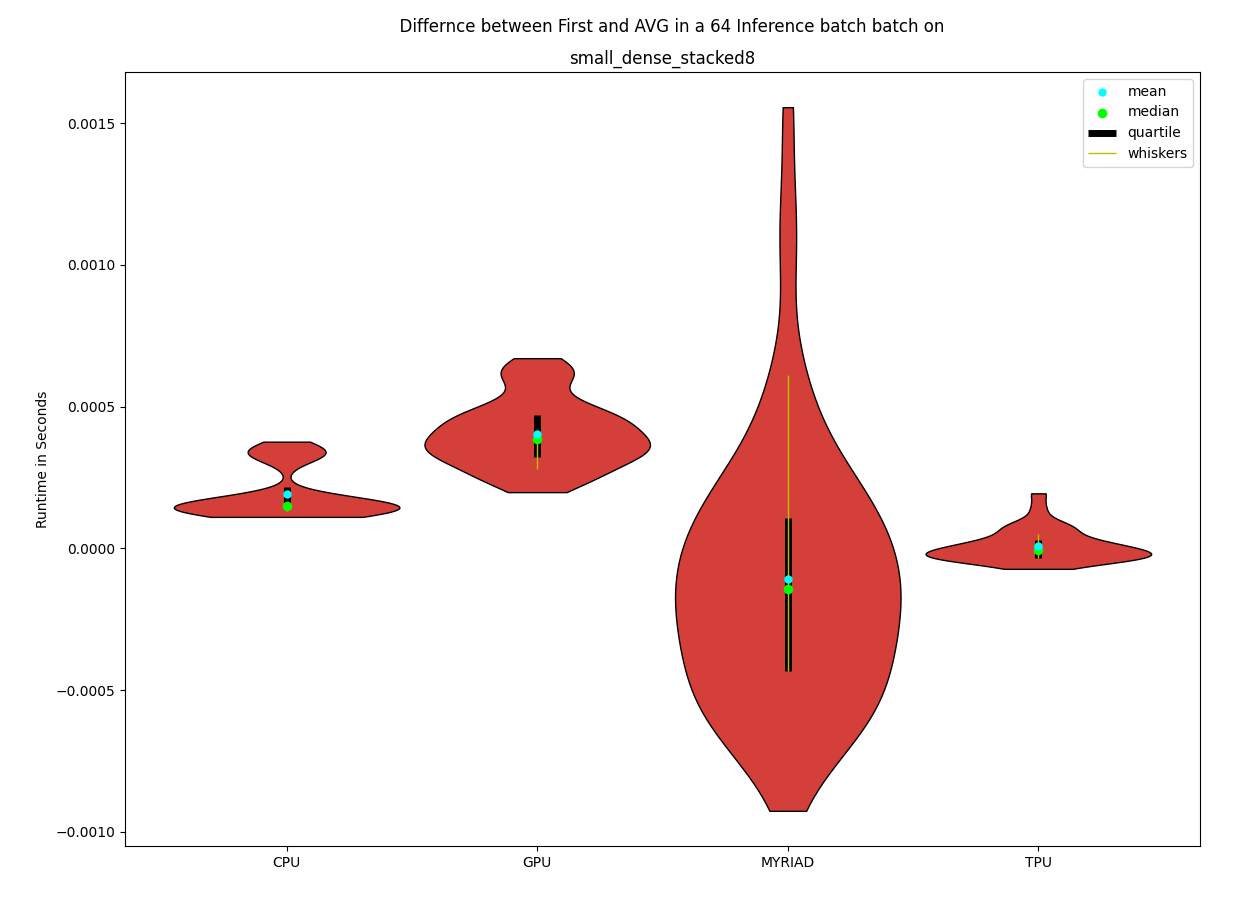 Differnce between First and AVG in a 64 Inference batch batch on
small_dense_stacked8
mean
median
quartile
whiskers
0.0015
0.0010
0.0005
0.0000
−0.0005
−0.0010
Runtime in Seconds
CPU GPU MYRIAD TPU